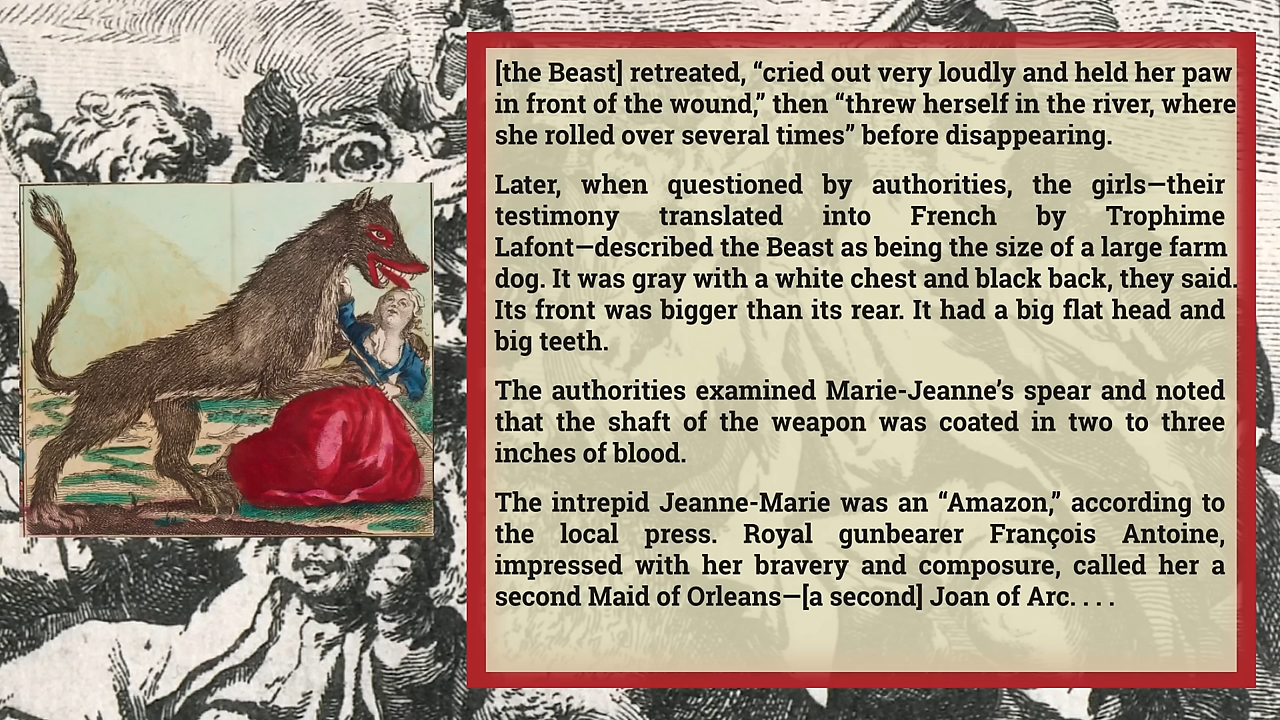 [the Beast] retreated, “cried out very loudly and held her paw
in front of the wound,” then “threw herself in the river, where
she rolled over several times” before disappearing.
Later, when questioned by authorities, the girls—their
testimony translated into French by Trophime
Lafont—described the Beast as being the size of a large farm
dog. It was gray with a white chest and black back, they said.
Its front was bigger than its rear. It had a big flat head and
big teeth.
The authorities examined Marie-Jeanne’s spear and noted
that the shaft of the weapon was coated in two to three
inches of blood.
The intrepid Jeanne-Marie was an “Amazon,” according to
the local press. Royal gunbearer François Antoine,
impressed with her bravery and composure, called her a
second Maid of Orleans—[a second] Joan of Arc. . . .